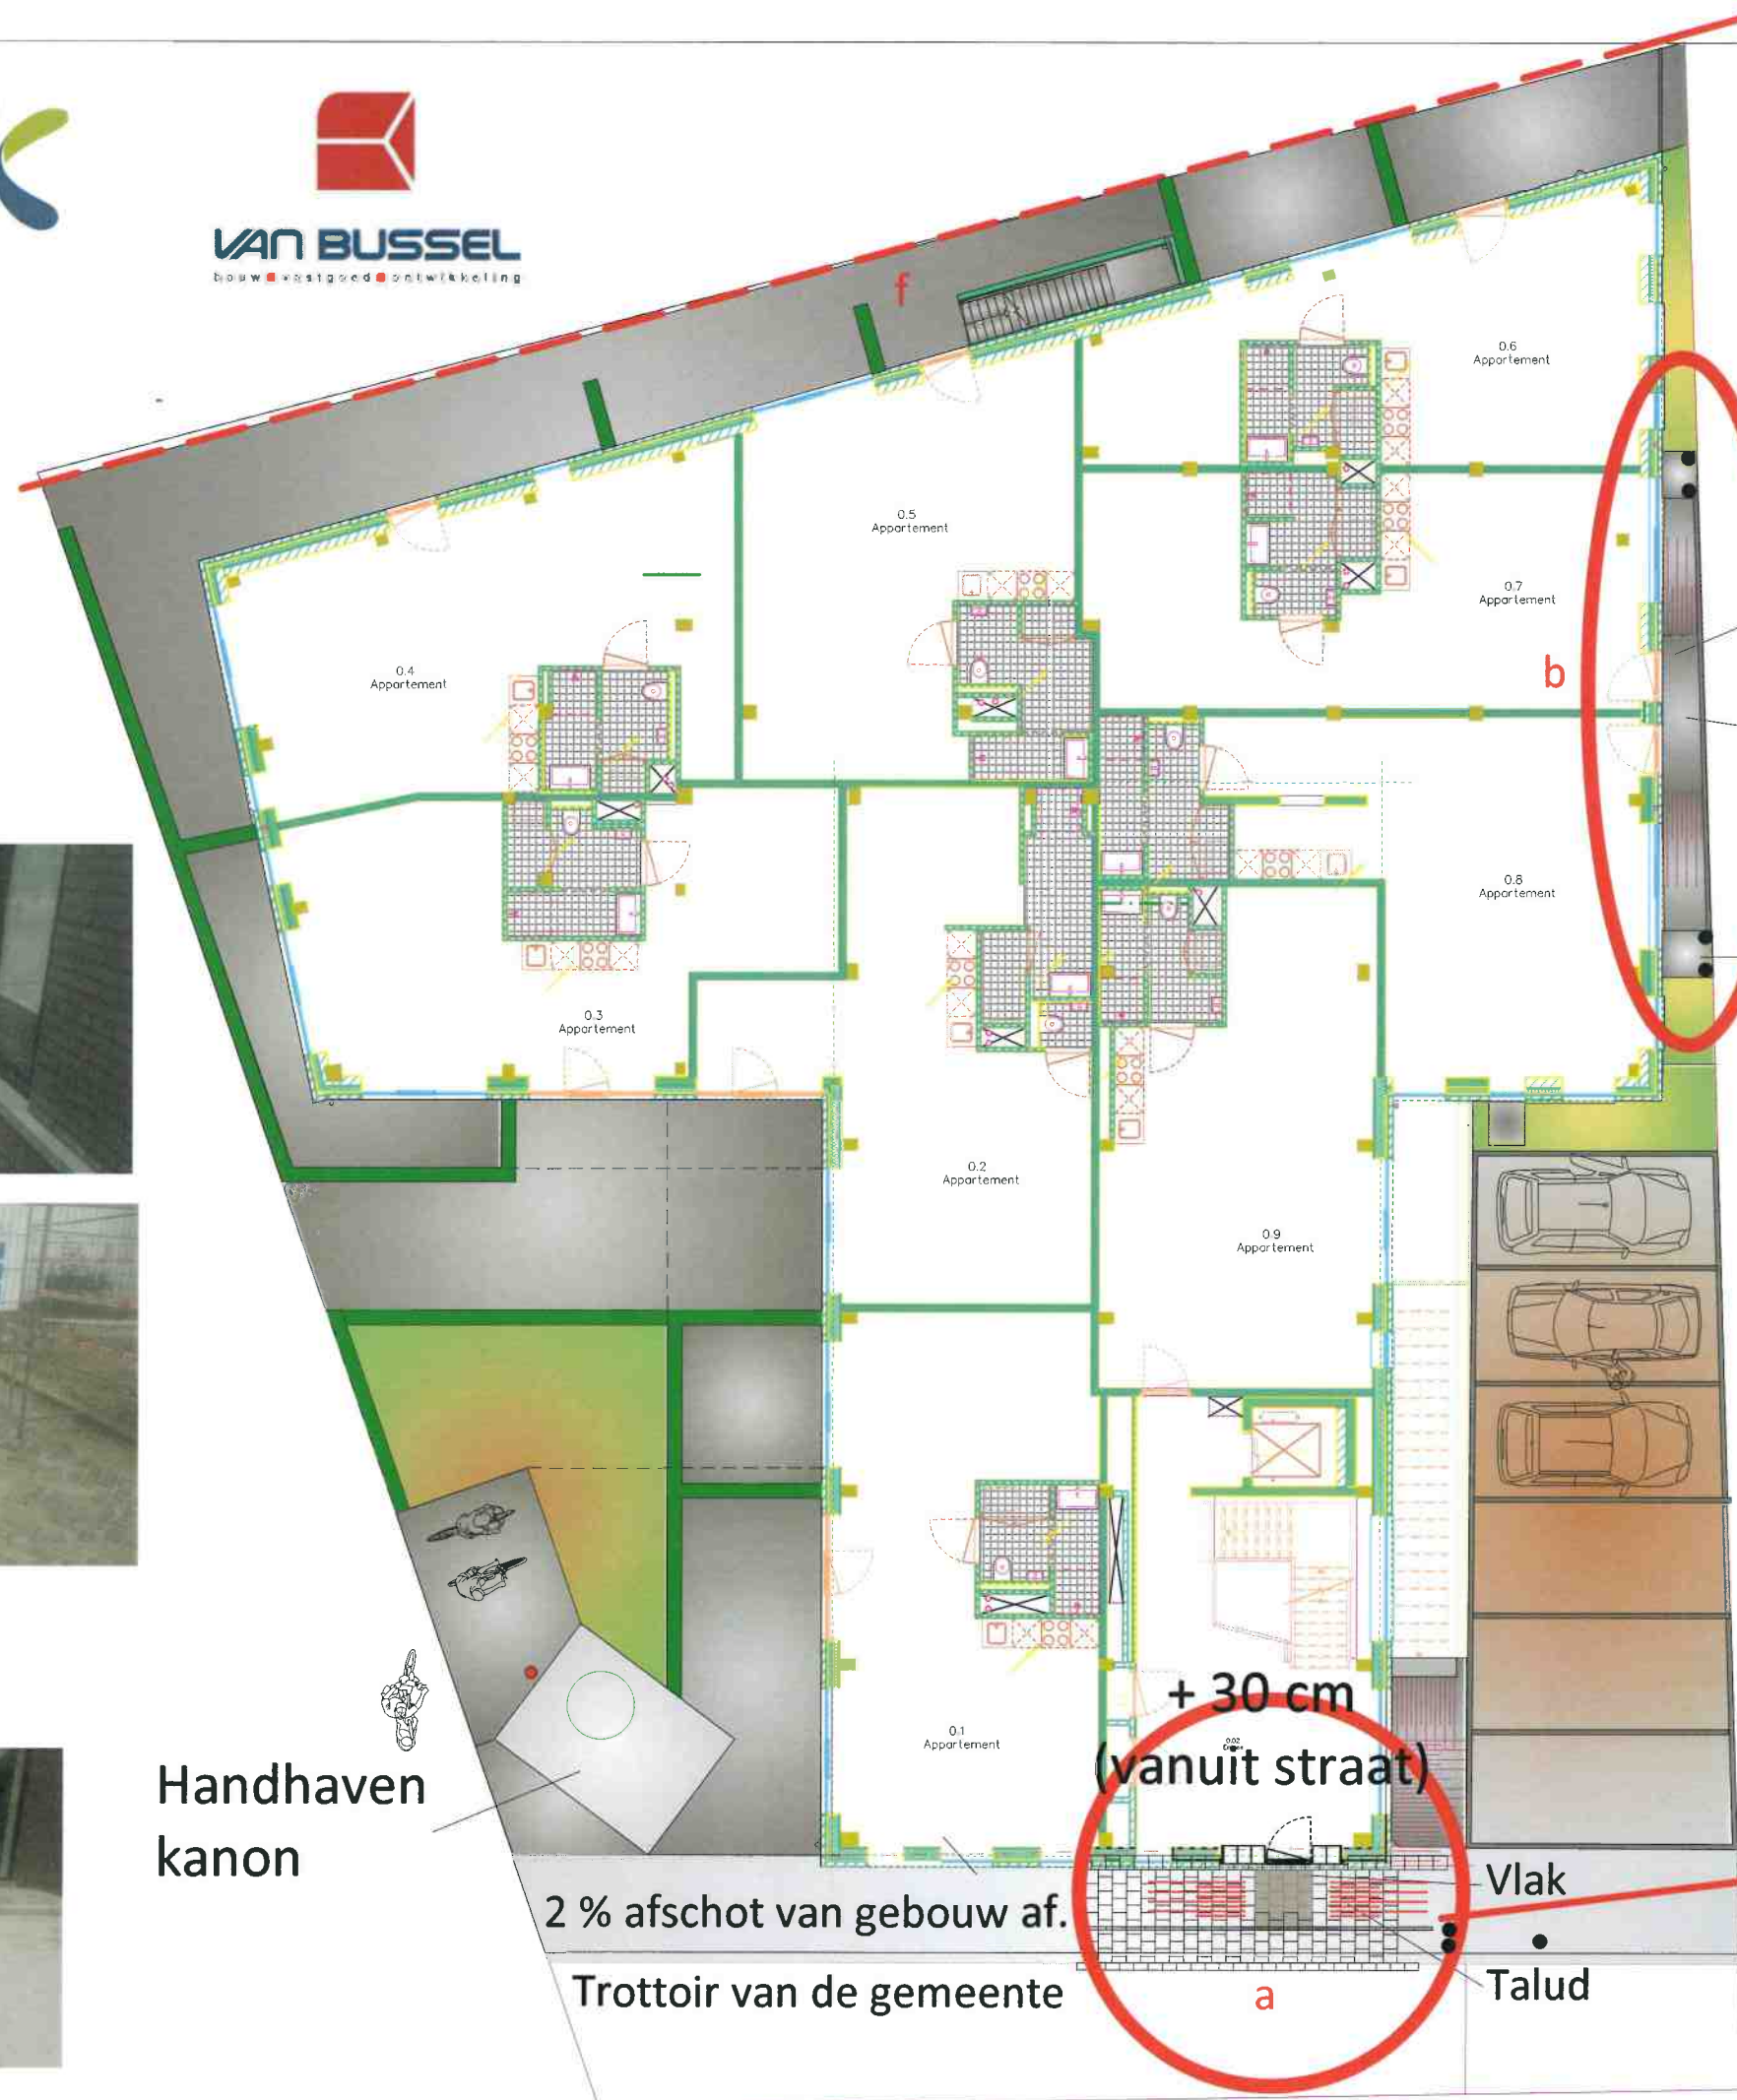 VAN BUSSEL
bouw vastgoed ontwikkeling
f
0.6
Appartement
0.5
Appartement
0.7
Appartement
b
0.4
Appartement
0.8
Appartement
0.3
Appartement
0.2
Appartement
0.9
Appartement
+ 30 cm
(vanuit straat)
0.02
0.1
Appartement
Handhaven
kanon
Vlak
2 % afschot van gebouw af.
Talud
Trottoir van de gemeente
a